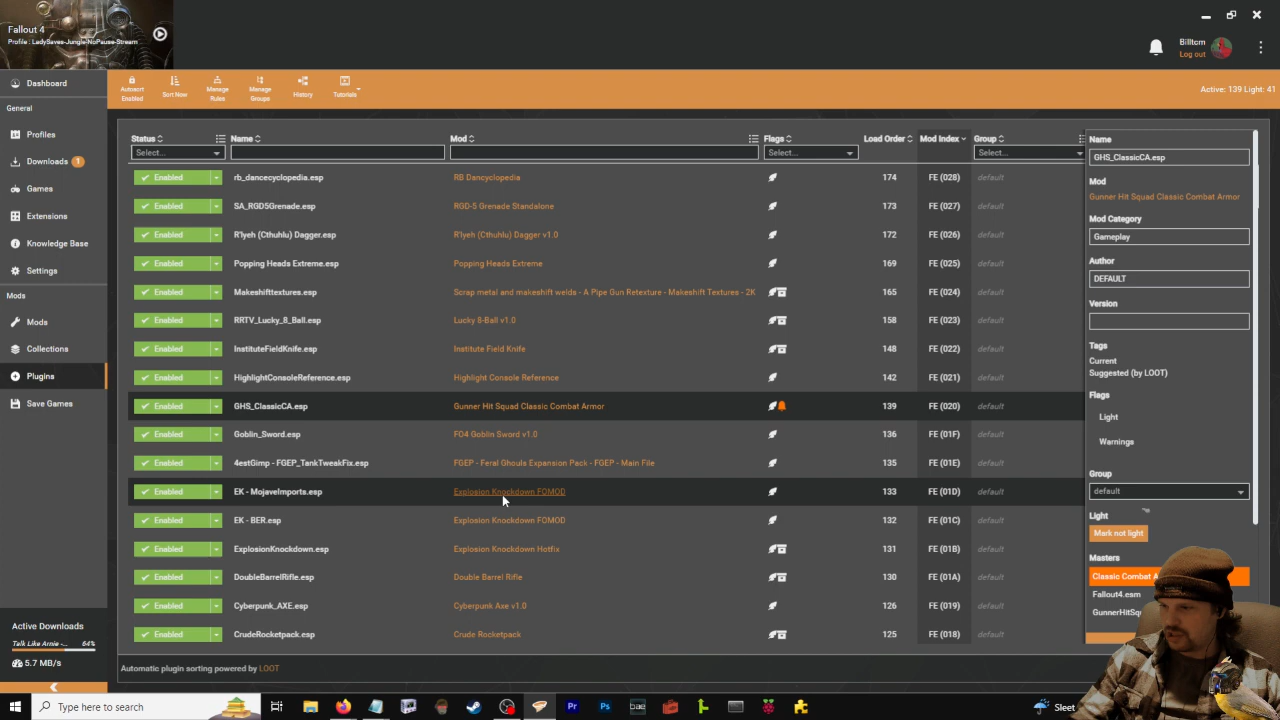 Fallout 4
Profile : LadySaves-Jungle-NoPause-Stream
Billtorn
Log out
Dashboard
General
Profiles
Downloads 1
Games
Extensions
Knowledge Base
Settings
Mods
Mods
Collections
Plugins
Save Games
Active Downloads
Talk Like Arnie -... 64%
5.7 MB/s
Autosort Enabled
Sort Now
Manage Rules
Manage Groups
History
Tutorials
Active: 139 Light: 41
Status Name Mod Flags Load Order Mod Index Group
Select... Select... Select...
Enabled rb_dancecyclopedia.esp RB Dancyclopedia 174 FE (028) default
Enabled SA_RGD5Grenade.esp RGD-5 Grenade Standalone 173 FE (027) default
Enabled R'lyeh (Cthuhlu) Dagger.esp R'lyeh (Cthuhlu) Dagger v1.0 172 FE (026) default
Enabled Popping Heads Extreme.esp Popping Heads Extreme 169 FE (025) default
Enabled Makeshifttextures.esp Scrap metal and makeshift welds - A Pipe Gun Retexture - Makeshift Textures - 2K 165 FE (024) default
Enabled RRTV_Lucky_8_Ball.esp Lucky 8-Ball v1.0 158 FE (023) default
Enabled InstituteFieldKnife.esp Institute Field Knife 148 FE (022) default
Enabled HighlightConsoleReference.esp Highlight Console Reference 142 FE (021) default
Enabled GHS_ClassicCA.esp Gunner Hit Squad Classic Combat Armor 139 FE (020) default
Enabled Goblin_Sword.esp FO4 Goblin Sword v1.0 136 FE (01F) default
Enabled 4estGimp - FGEP_TankTweakFix.esp FGEP - Feral Ghouls Expansion Pack - FGEP - Main File 135 FE (01E) default
Enabled EK - MojaveImports.esp Explosion Knockdown FOMOD 133 FE (01D) default
Enabled EK - BER.esp Explosion Knockdown FOMOD 132 FE (01C) default
Enabled ExplosionKnockdown.esp Explosion Knockdown Hotfix 131 FE (01B) default
Enabled DoubleBarrelRifle.esp Double Barrel Rifle 130 FE (01A) default
Enabled Cyberpunk_AXE.esp Cyberpunk Axe v1.0 126 FE (019) default
Enabled CrudeRocketpack.esp Crude Rocketpack 125 FE (018) default
Automatic plugin sorting powered by LOOT
Name
GHS_ClassicCA.esp
Mod
Gunner Hit Squad Classic Combat Armor
Mod Category
Gameplay
Author
DEFAULT
Version
Tags
Current
Suggested (by LOOT)
Flags
Light
Warnings
Group
default
Light
Mark not light
Masters
Classic Combat A
Fallout4.esm
GunnerHitSq
Type here to search
Pr
Ps
bae
Sleet